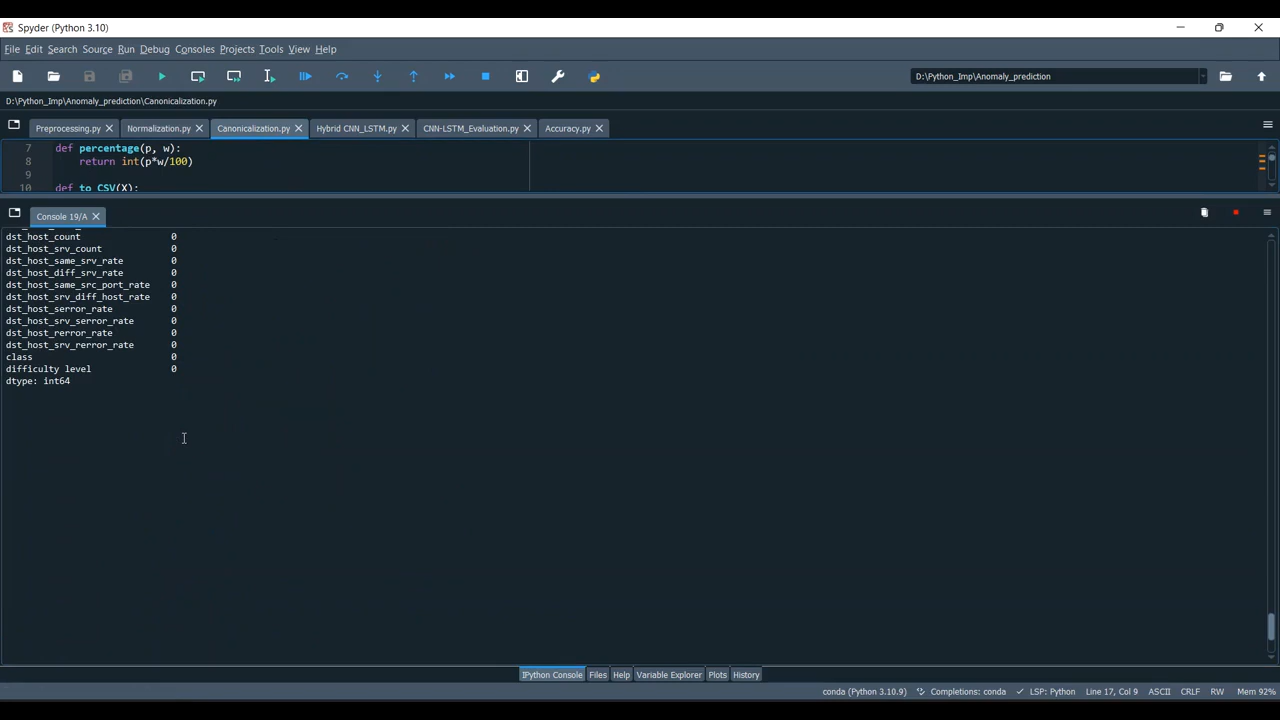 Spyder (Python 3.10)
File Edit Search Source Run Debug Consoles Projects Tools View Help
D:\Python_Imp\Anomaly_prediction
D:\Python_Imp\Anomaly_prediction\Canonicalization.py
Preprocessing.py Normalization.py Canonicalization.py Hybrid CNN_LSTM.py CNN-LSTM_Evaluation.py Accuracy.py
7 def percentage(p, w):
8 return int(p*w/100)
9
10 def to_CSV(X):
Console 19/A
dst_host_count 0
dst_host_srv_count 0
dst_host_same_srv_rate 0
dst_host_diff_srv_rate 0
dst_host_same_src_port_rate 0
dst_host_srv_diff_host_rate 0
dst_host_serror_rate 0
dst_host_srv_serror_rate 0
dst_host_rerror_rate 0
dst_host_srv_rerror_rate 0
class 0
difficulty level 0
dtype: int64
IPython Console Files Help Variable Explorer Plots History
conda (Python 3.10.9) Completions: conda LSP: Python Line 17, Col 9 ASCII CRLF RW Mem 92%